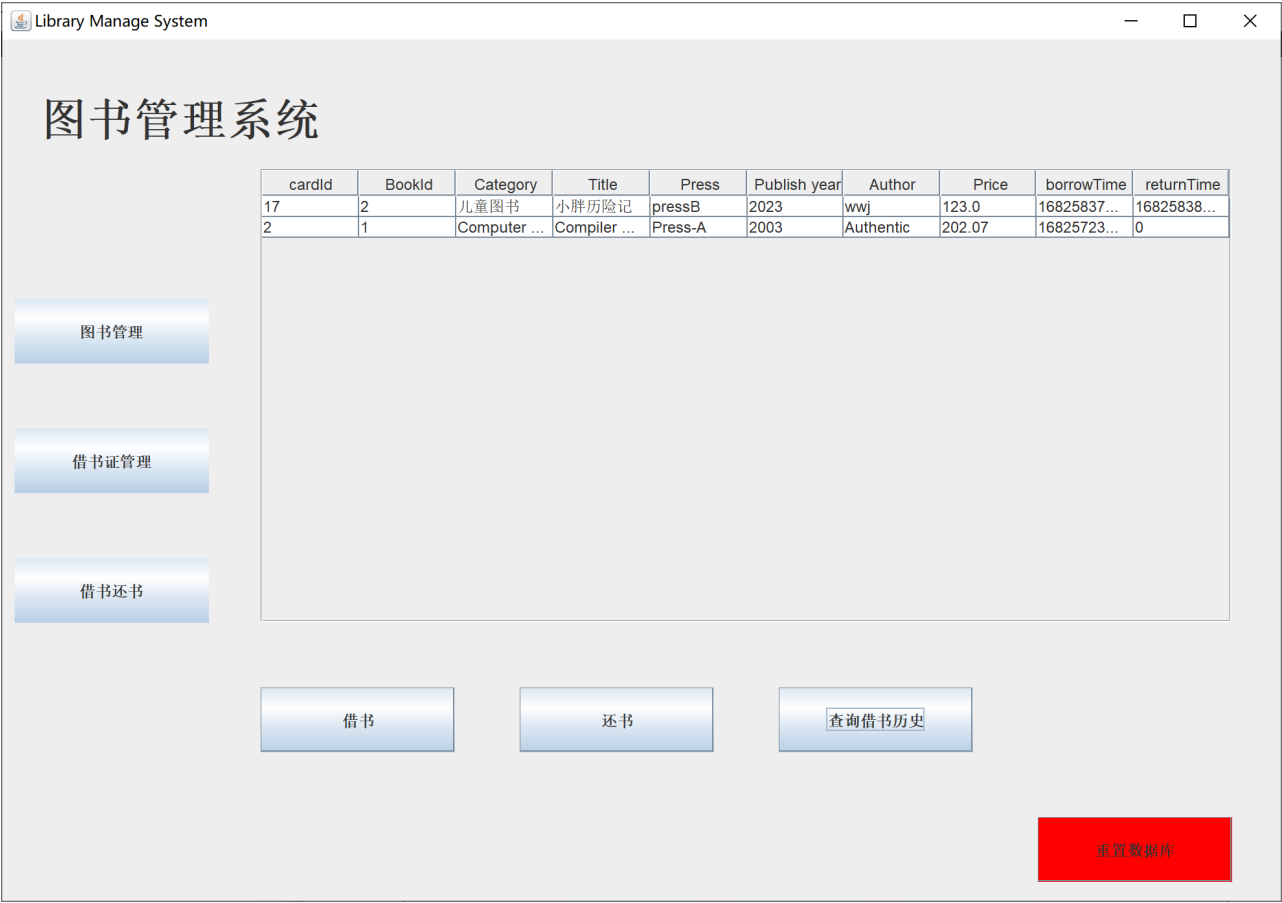 Library Manage System
图书管理系统
cardId BookId Category Title Press Publish year Author Price borrowTime returnTime
17 2 儿童图书 小胖历险记 pressB 2023 wwj 123.0 16825837... 16825838...
2 1 Computer ... Compiler ... Press-A 2003 Authentic 202.07 16825723... 0
图书管理
借书证管理
借书还书
借书 还书 查询借书历史
重置数据库